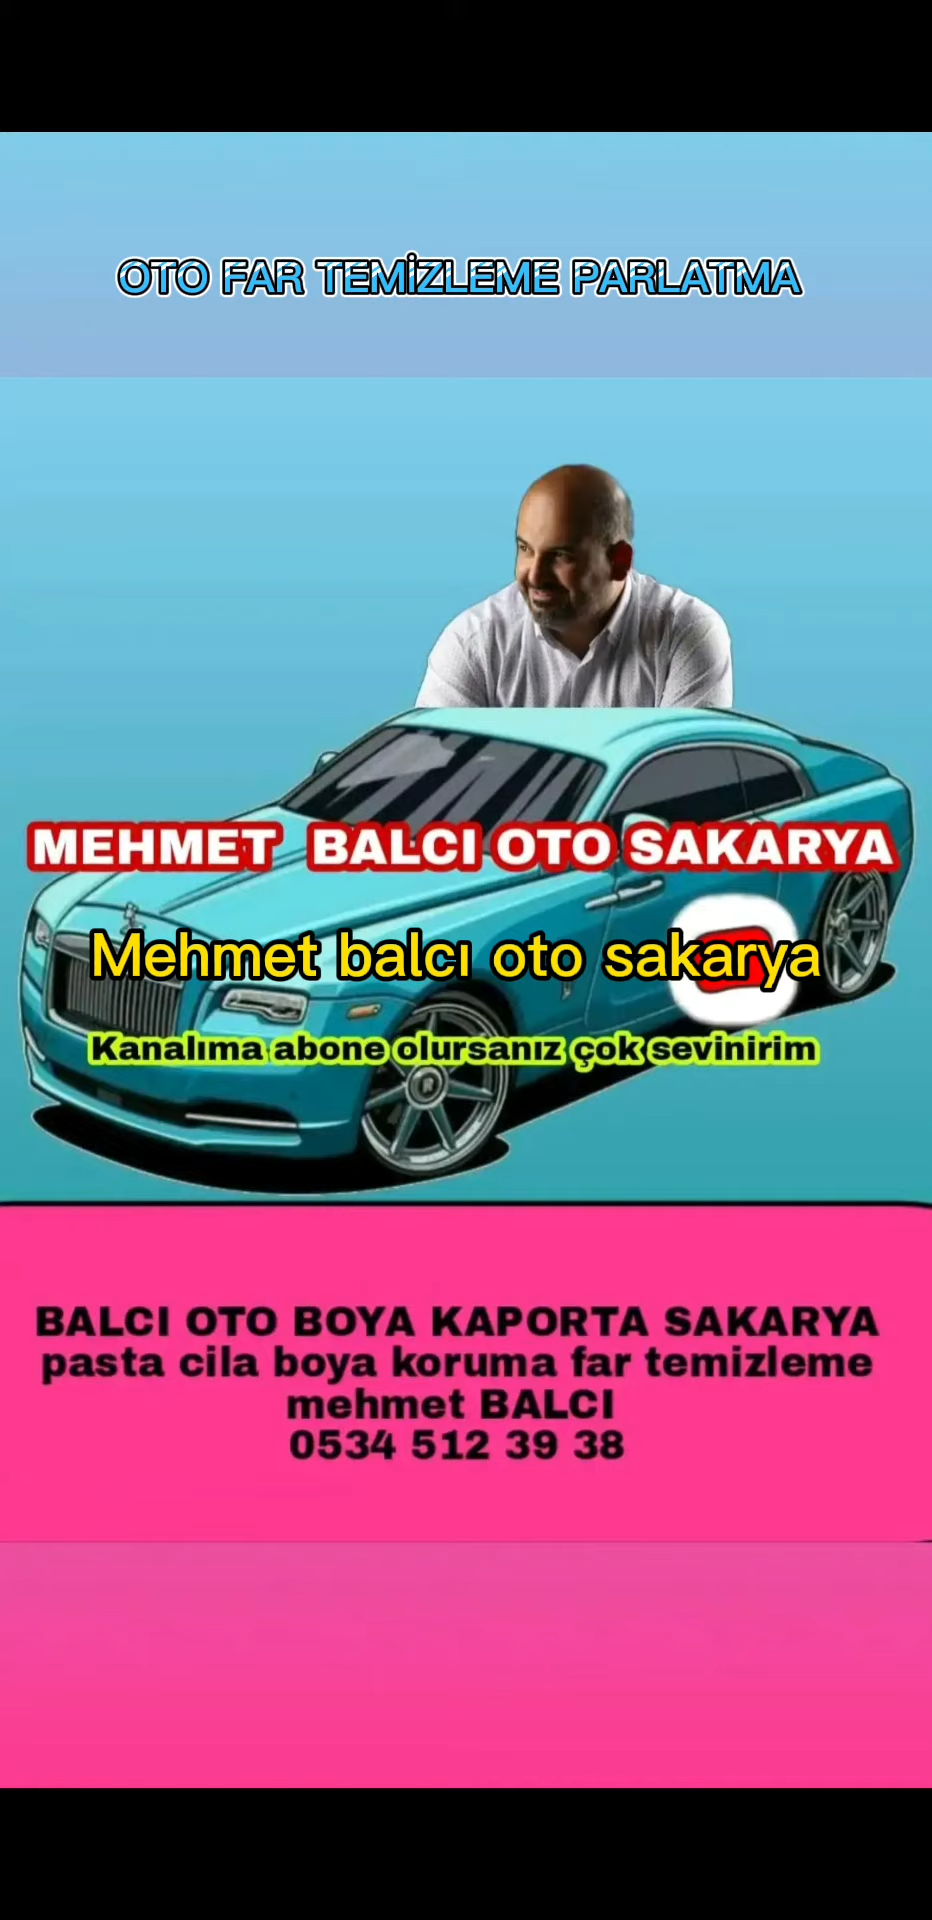 OTO FAR TEMİZLEME PARLATMA
MEHMET BALCI OTO SAKARYA
Mehmet balcı oto sakarya
Kanalıma abone olursanız çok sevinirim
BALCI OTO BOYA KAPORTA SAKARYA
pasta cila boya koruma far temizleme
mehmet BALCI
0534 512 39 38